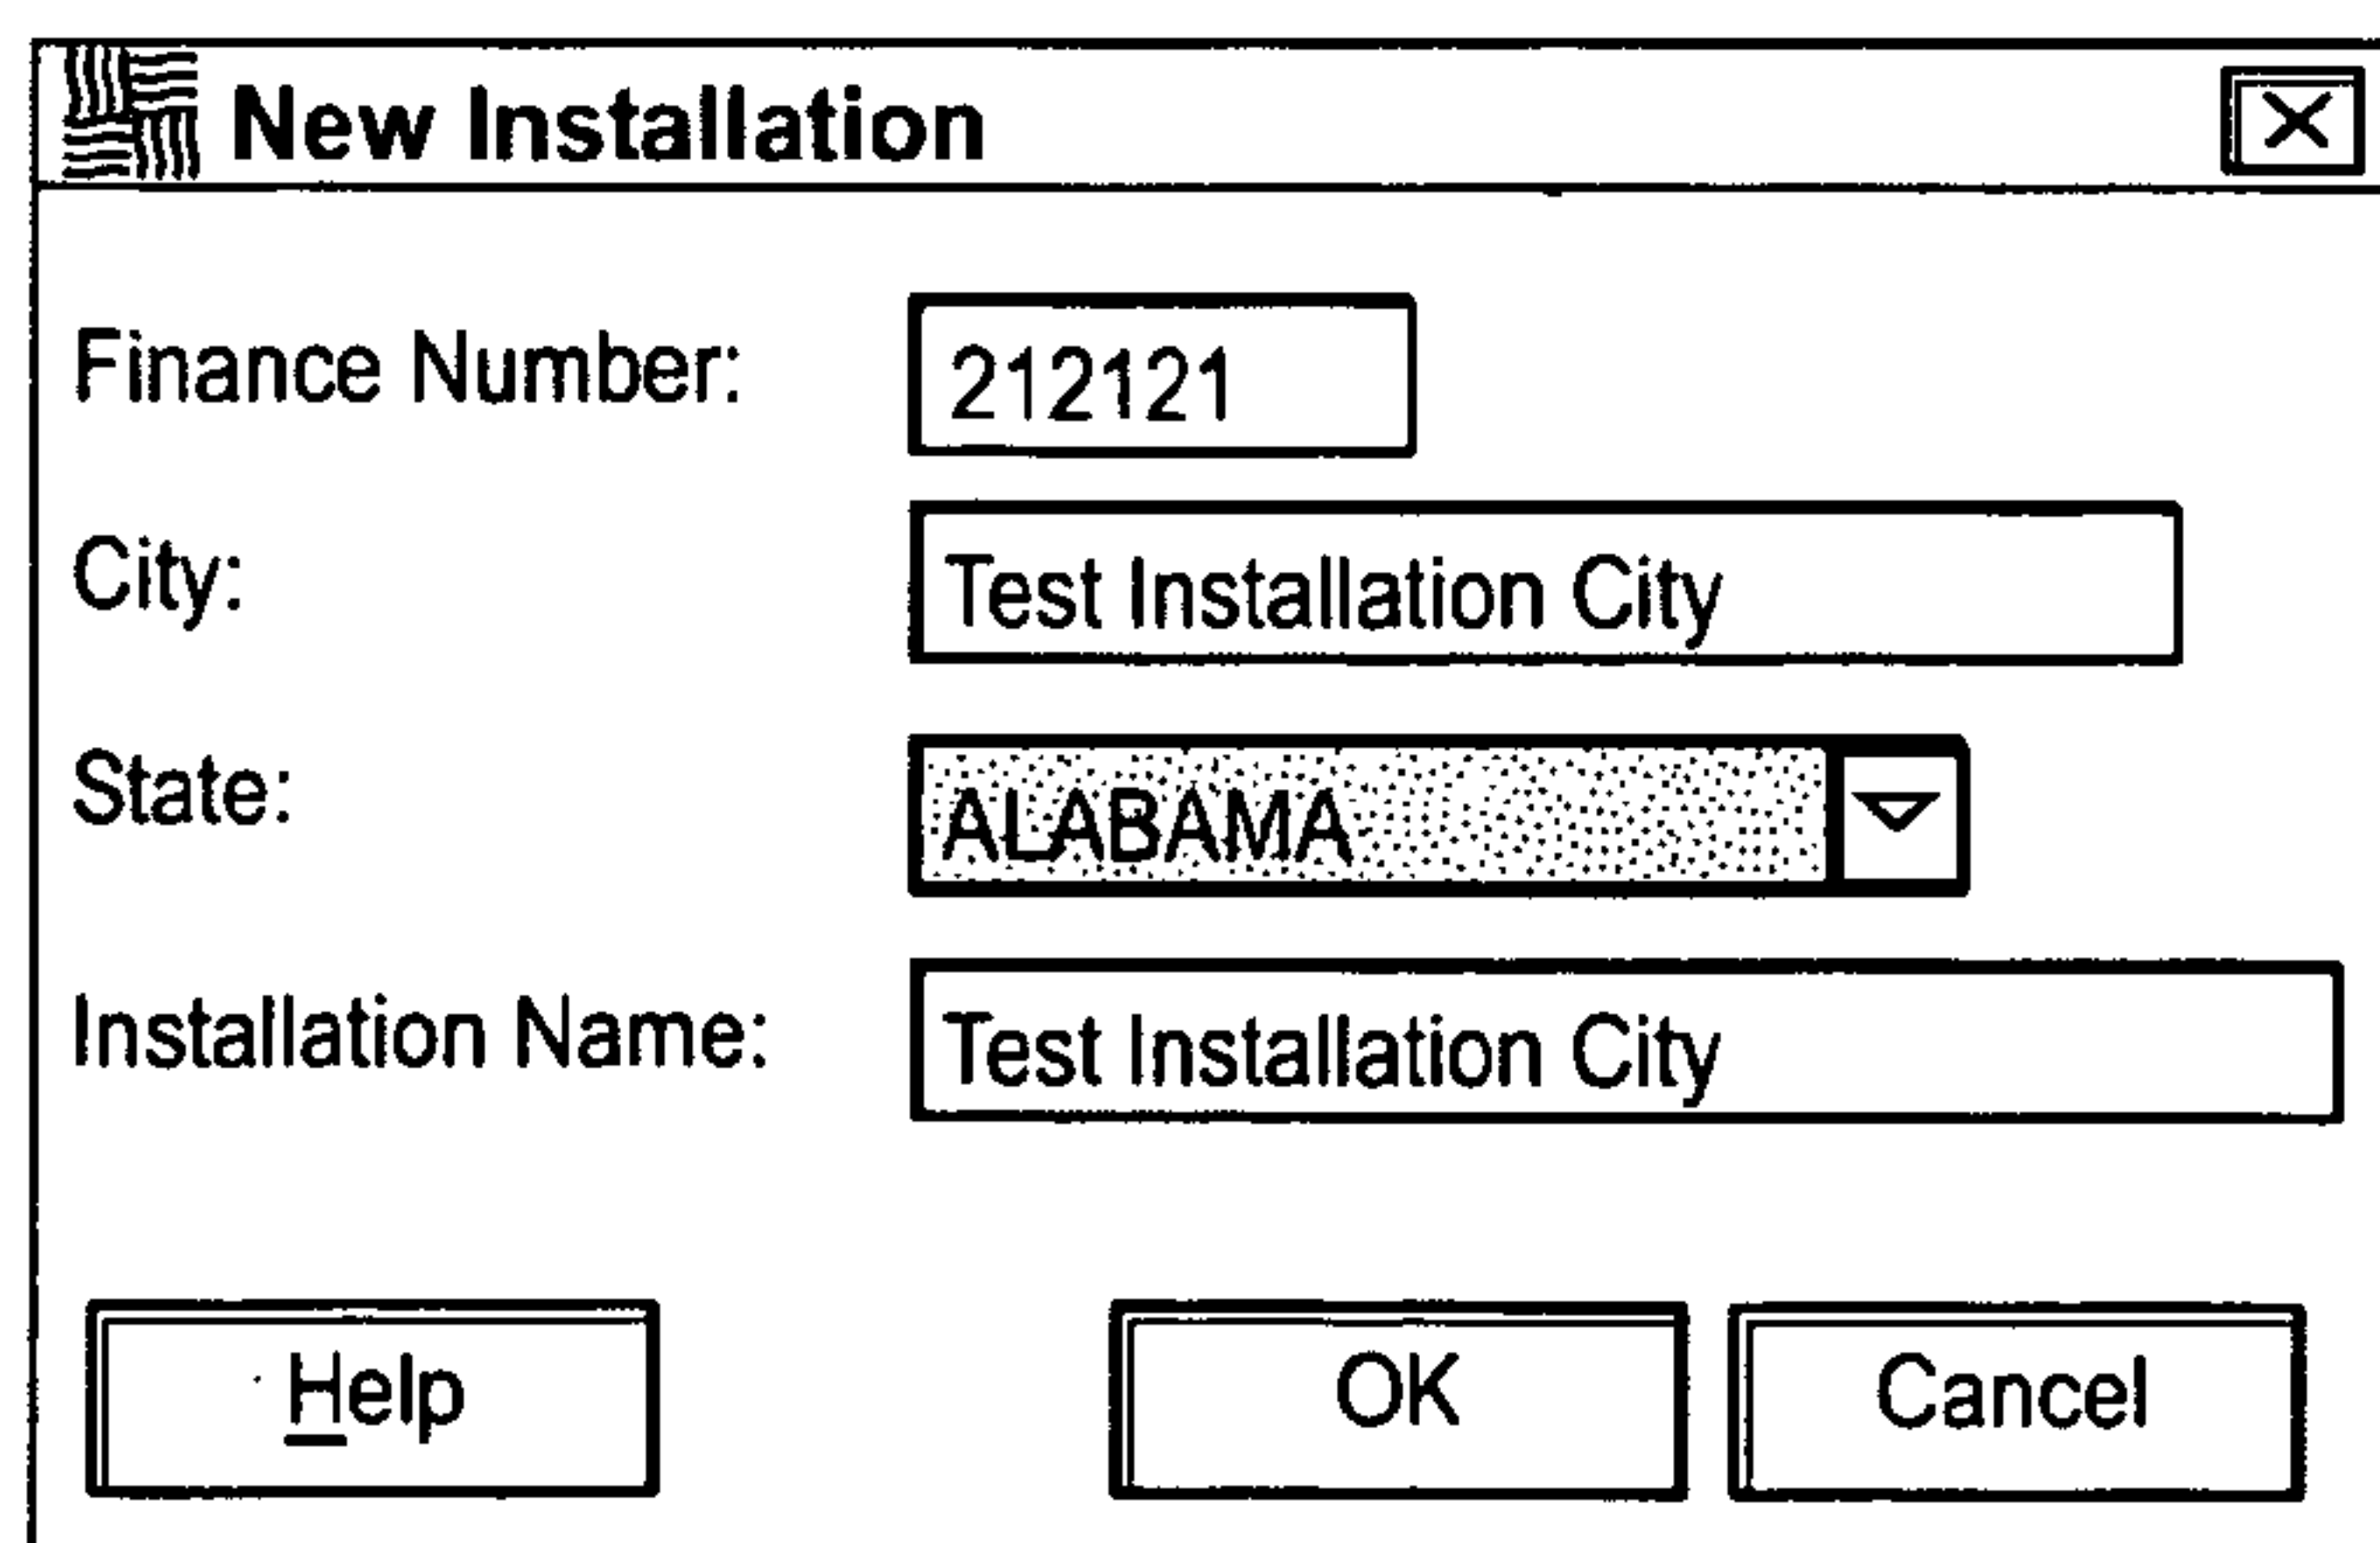 New Installation
Finance Number: 212121
City: Test Installation City
State: ALABAMA
Installation Name: Test Installation City
Help OK Cancel